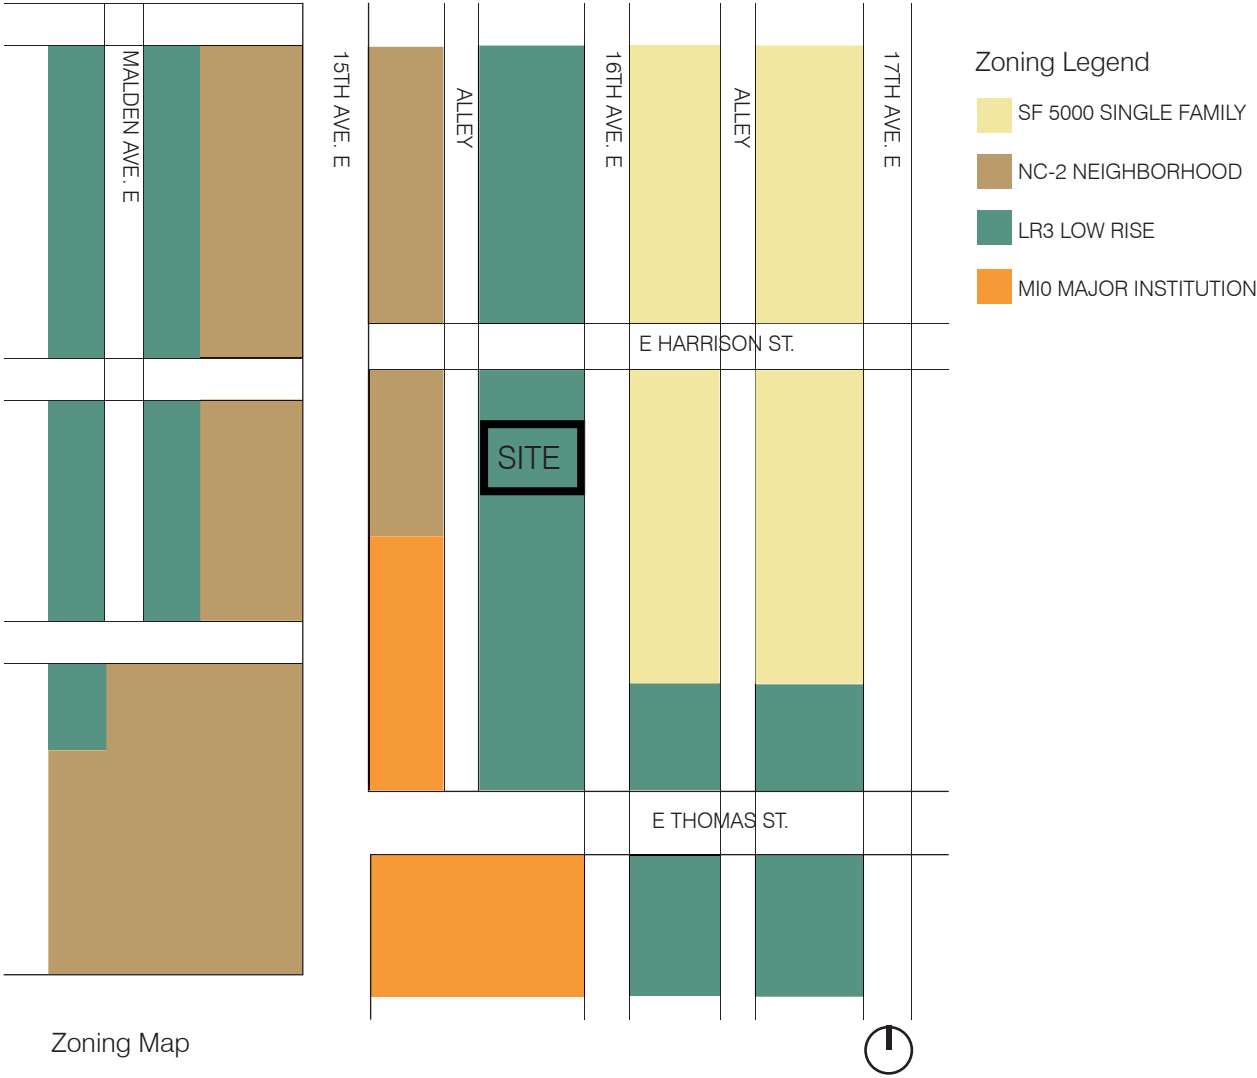 MALDEN AVE. E
15TH AVE. E
ALLEY
16TH AVE. E
ALLEY
17TH AVE. E
Zoning Legend
SF 5000 SINGLE FAMILY
NC-2 NEIGHBORHOOD
LR3 LOW RISE
MI0 MAJOR INSTITUTION
E HARRISON ST.
SITE
E THOMAS ST.
Zoning Map